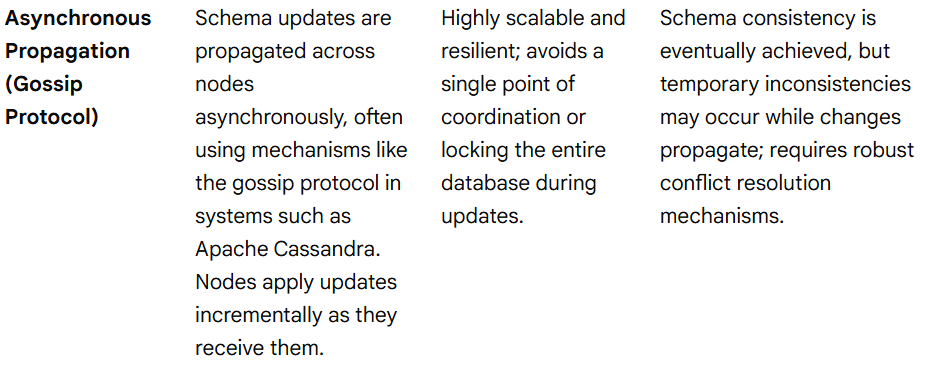 Asynchronous
Propagation
(Gossip
Protocol)
Schema updates are
propagated across
nodes
asynchronously, often
using mechanisms like
the gossip protocol in
systems such as
Apache Cassandra.
Nodes apply updates
incrementally as they
receive them.
Highly scalable and
resilient; avoids a
single point of
coordination or
locking the entire
database during
updates.
Schema consistency is
eventually achieved, but
temporary inconsistencies
may occur while changes
propagate; requires robust
conflict resolution
mechanisms.